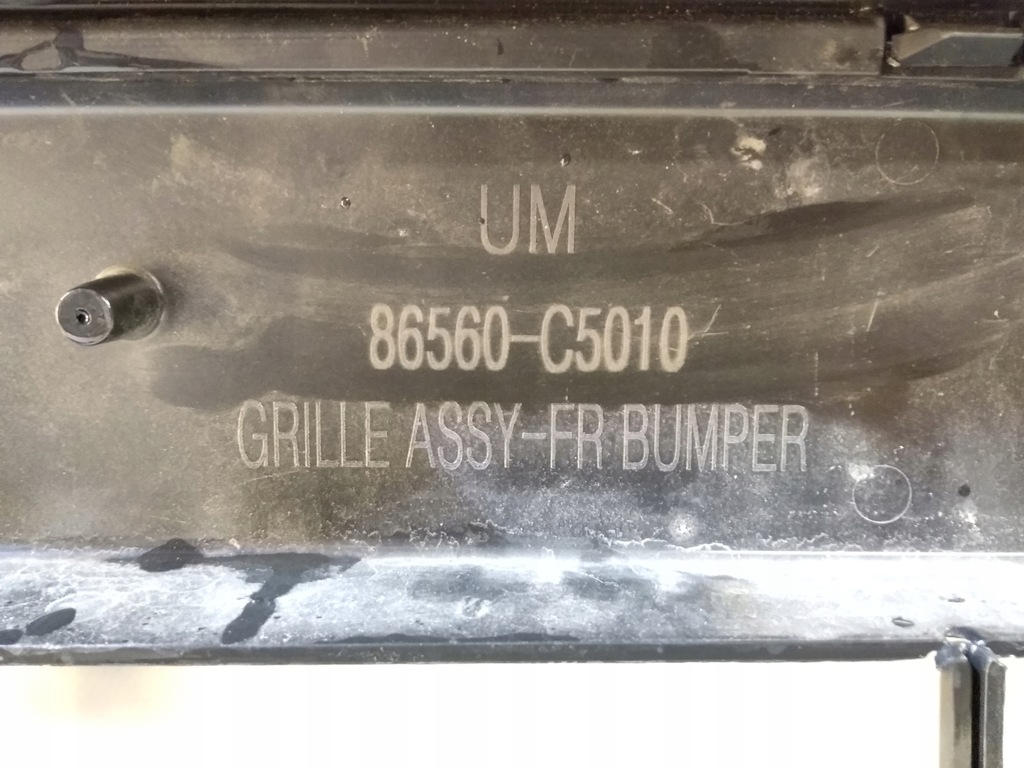 UM
86560-C5010
GRILLE ASSY-FR BUMPER